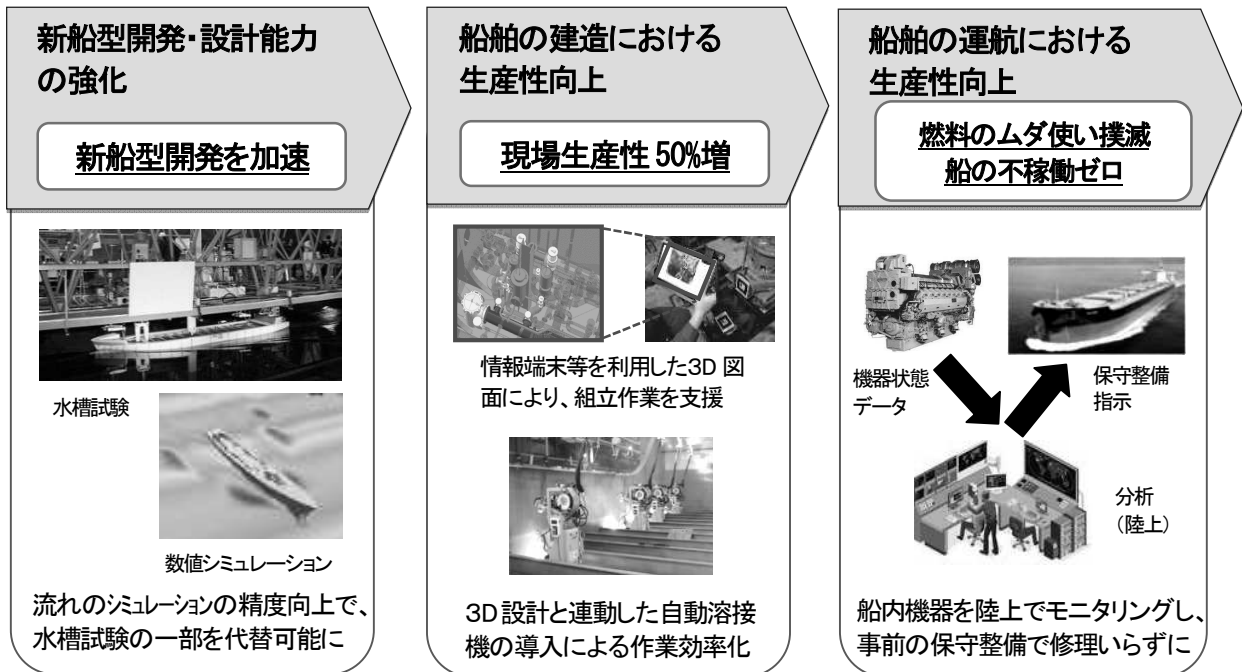 新船型開発・設計能力
の強化
新船型開発を加速
水槽試験
数値シミュレーション
流れのシミュレーションの精度向上で、
水槽試験の一部を代替可能に
船舶の建造における
生産性向上
現場生産性 50%増
情報端末等を利用した3D 図
面により、組立作業を支援
3D 設計と連動した自動溶接
機の導入による作業効率化
船舶の運航における
生産性向上
燃料のムダ使い撲滅
船の不稼働ゼロ
機器状態
データ
保守整備
指示
分析
（陸上）
船内機器を陸上でモニタリングし、
事前の保守整備で修理いらずに